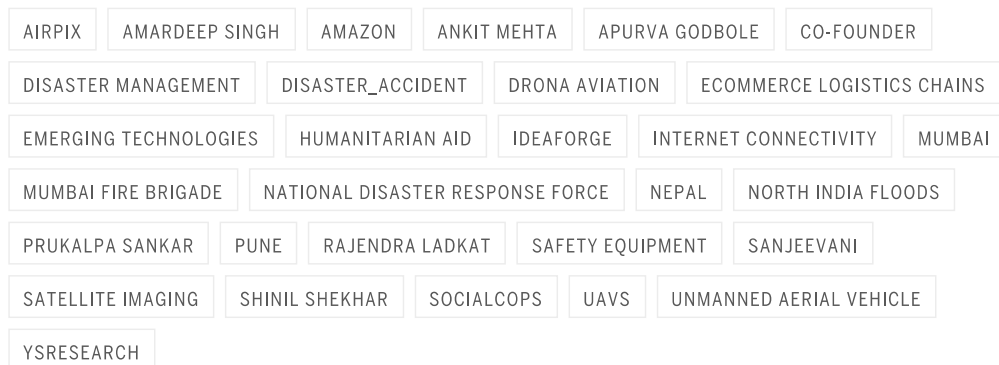 AIRPIX AMARDEEP SINGH AMAZON ANKIT MEHTA APURVA GODBOLE CO-FOUNDER
DISASTER MANAGEMENT DISASTER_ACCIDENT DRONA AVIATION ECOMMERCE LOGISTICS CHAINS
EMERGING TECHNOLOGIES HUMANITARIAN AID IDEAFORGE INTERNET CONNECTIVITY MUMBAI
MUMBAI FIRE BRIGADE NATIONAL DISASTER RESPONSE FORCE NEPAL NORTH INDIA FLOODS
PRUKALPA SANKAR PUNE RAJENDRA LADKAT SAFETY EQUIPMENT SANJEEVANI
SATELLITE IMAGING SHINIL SHEKHAR SOCIALCOPS UAVS UNMANNED AERIAL VEHICLE
YSRESEARCH